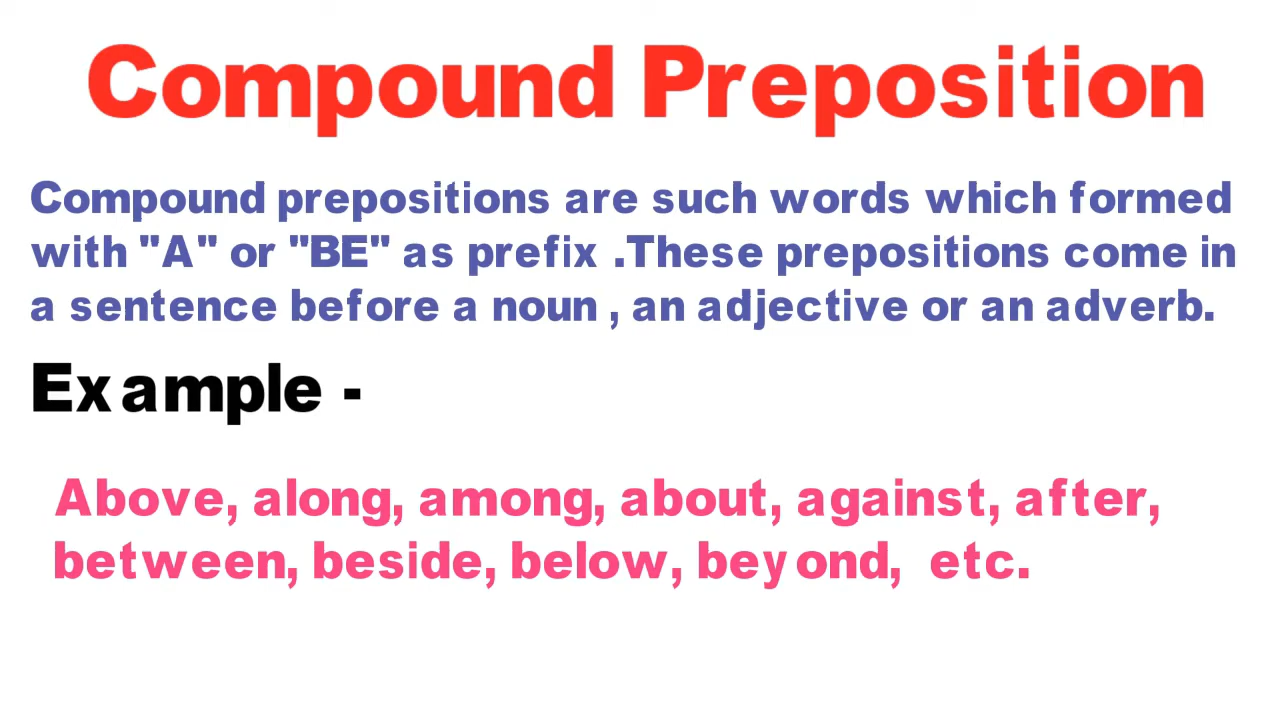 Compound Preposition
Compound prepositions are such words which formed
with "A" or "BE" as prefix .These prepositions come in
a sentence before a noun , an adjective or an adverb.
Example -
Above, along, among, about, against, after,
between, beside, below, beyond, etc.